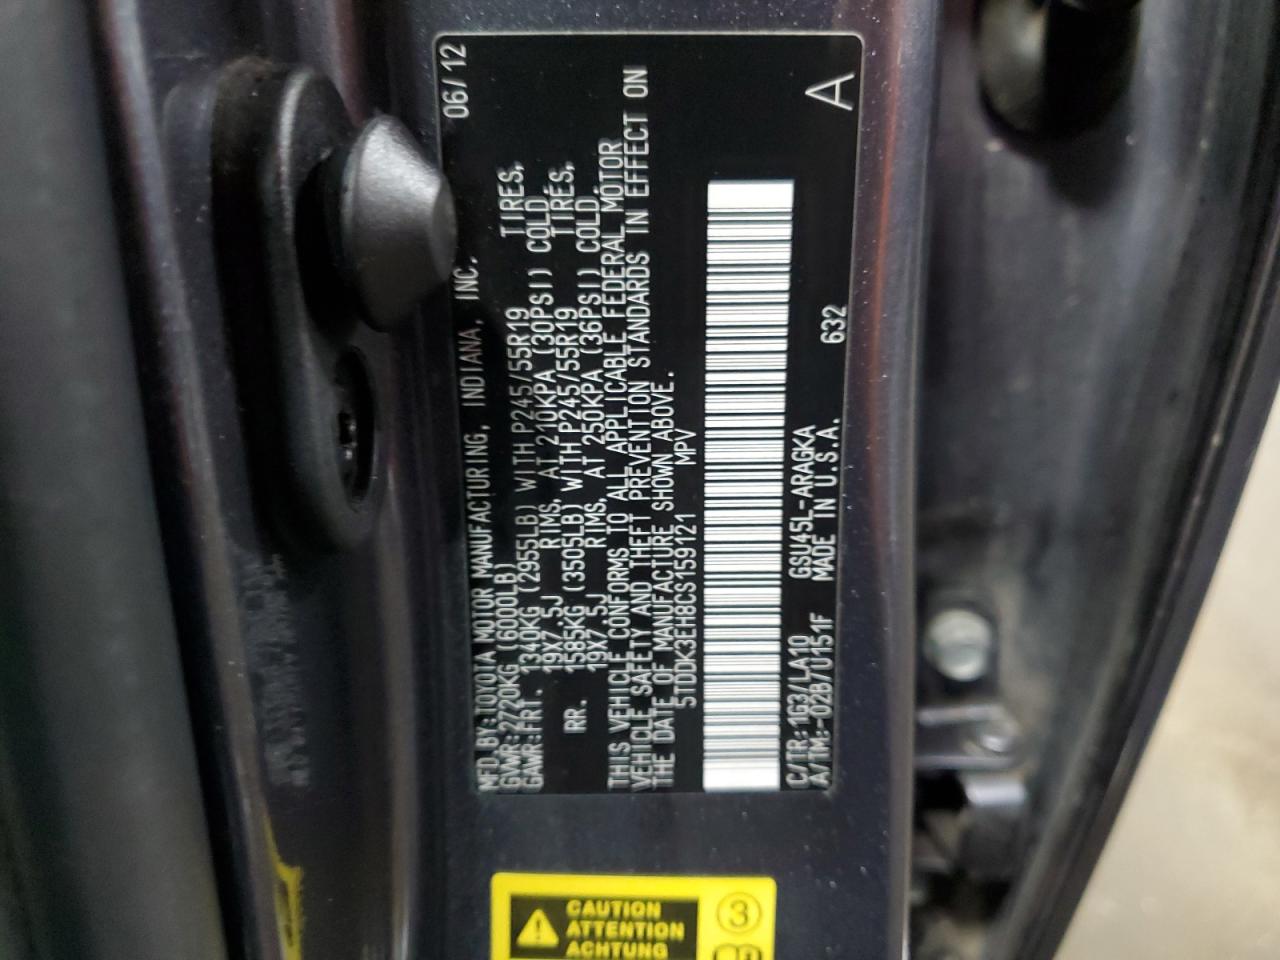 MFD.BY:TOYOTA MOTOR MANUFACTURING, INDIANA, INC. 06/12
GVWR:2720KG (6000LB)
GAWR:FRT. 1340KG (2955LB) WITH P245/55R19 TIRES,
19X7.5J RIMS, AT 210KPA (30PSI) COLD.
RR. 1585KG (3505LB) WITH P245/55R19 TIRES,
19X7.5J RIMS, AT 250KPA (36PSI) COLD.
THIS VEHICLE CONFORMS TO ALL APPLICABLE FEDERAL MOTOR
VEHICLE SAFETY AND THEFT PREVENTION STANDARDS IN EFFECT ON
THE DATE OF MANUFACTURE SHOWN ABOVE.
5TDDK3EH8CS159121 MPV
C/TR:1G3/LA10 GSU45L-ARAGKA
A/TM:-02B/U151F MADE IN U.S.A. 632
A
CAUTION
ATTENTION
ACHTUNG
3